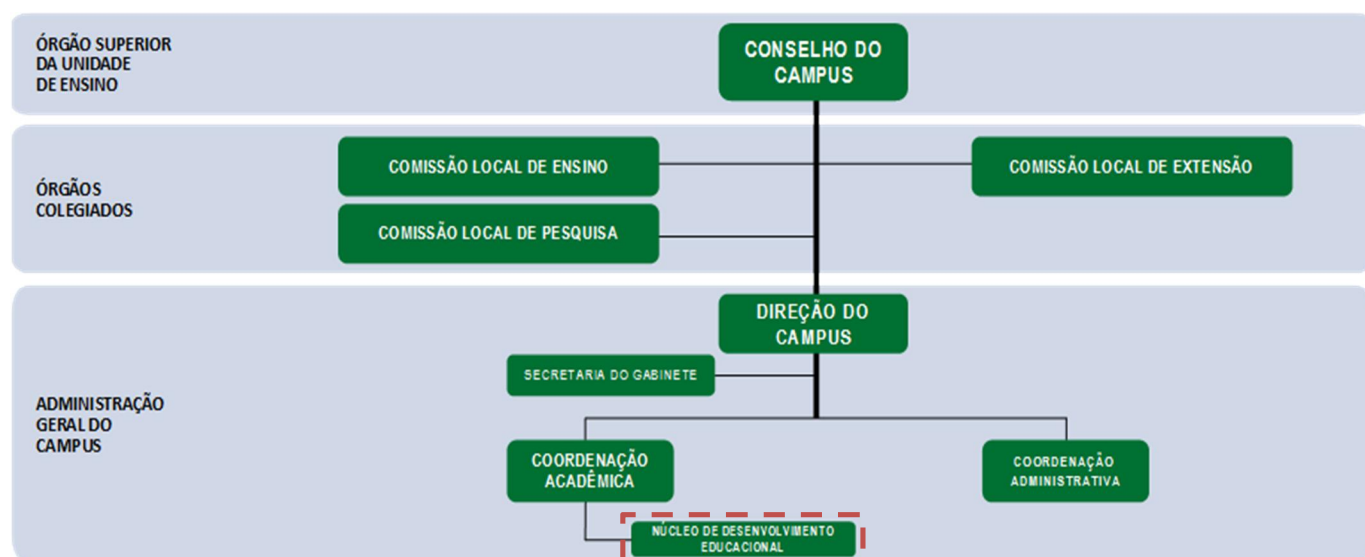 ÓRGÃO SUPERIOR
DA UNIDADE
DE ENSINO
CONSELHO DO
CAMPUS
ÓRGÃOS
COLEGIADOS
COMISSÃO LOCAL DE ENSINO
COMISSÃO LOCAL DE EXTENSÃO
COMISSÃO LOCAL DE PESQUISA
ADMINISTRAÇÃO
GERAL DO
CAMPUS
DIREÇÃO DO
CAMPUS
SECRETARIA DO GABINETE
COORDENAÇÃO
ACADÊMICA
COORDENAÇÃO
ADMINISTRATIVA
NÚCLEO DE DESENVOLVIMENTO
EDUCACIONAL